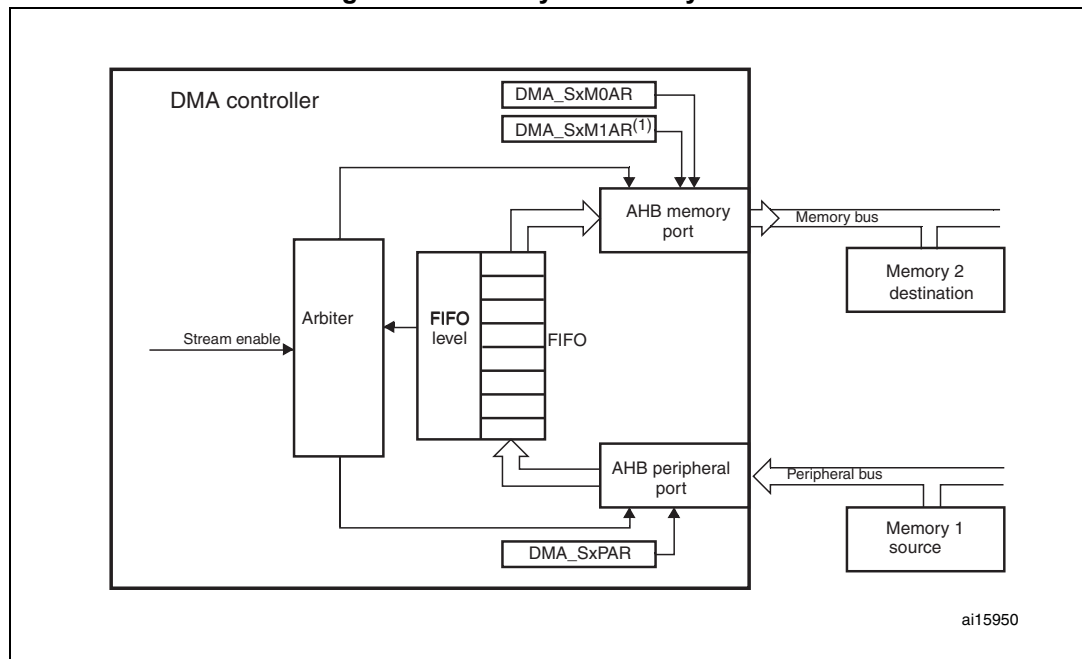 DMA controller
DMA_SxM0AR
DMA_SxM1AR(1)
AHB memory
port
Memory bus
Memory 2
destination
Arbiter
Stream enable
FIFO
level
FIFO
AHB peripheral
port
Peripheral bus
Memory 1
source
DMA_SxPAR
ai15950